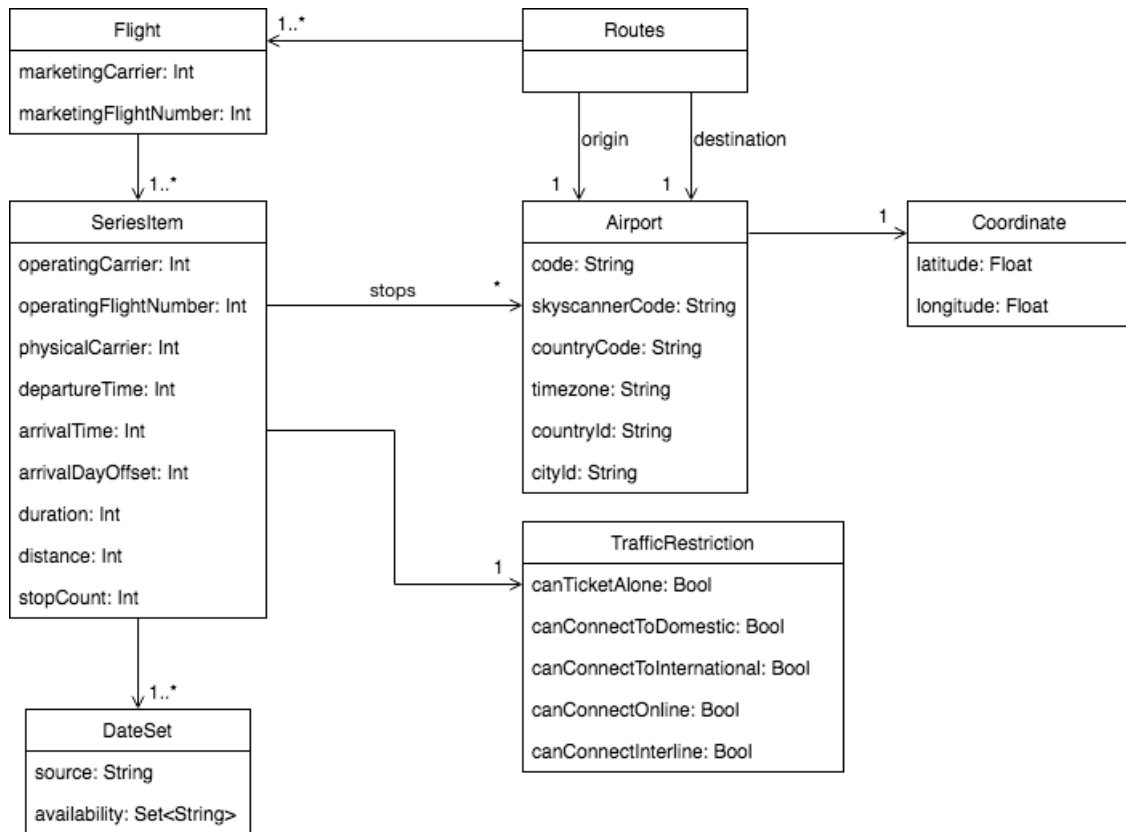 Flight
marketingCarrier: Int
marketingFlightNumber: Int
1..*
Routes
origin
destination
1..*
1
1
SeriesItem
operatingCarrier: Int
operatingFlightNumber: Int
physicalCarrier: Int
departureTime: Int
arrivalTime: Int
arrivalDayOffset: Int
duration: Int
distance: Int
stopCount: Int
stops
*
Airport
code: String
skyscannerCode: String
countryCode: String
timezone: String
countryId: String
cityId: String
1
Coordinate
latitude: Float
longitude: Float
1
TrafficRestriction
canTicketAlone: Bool
canConnectToDomestic: Bool
canConnectToInternational: Bool
canConnectOnline: Bool
canConnectInterline: Bool
1..*
DateSet
source: String
availability: Set<String>